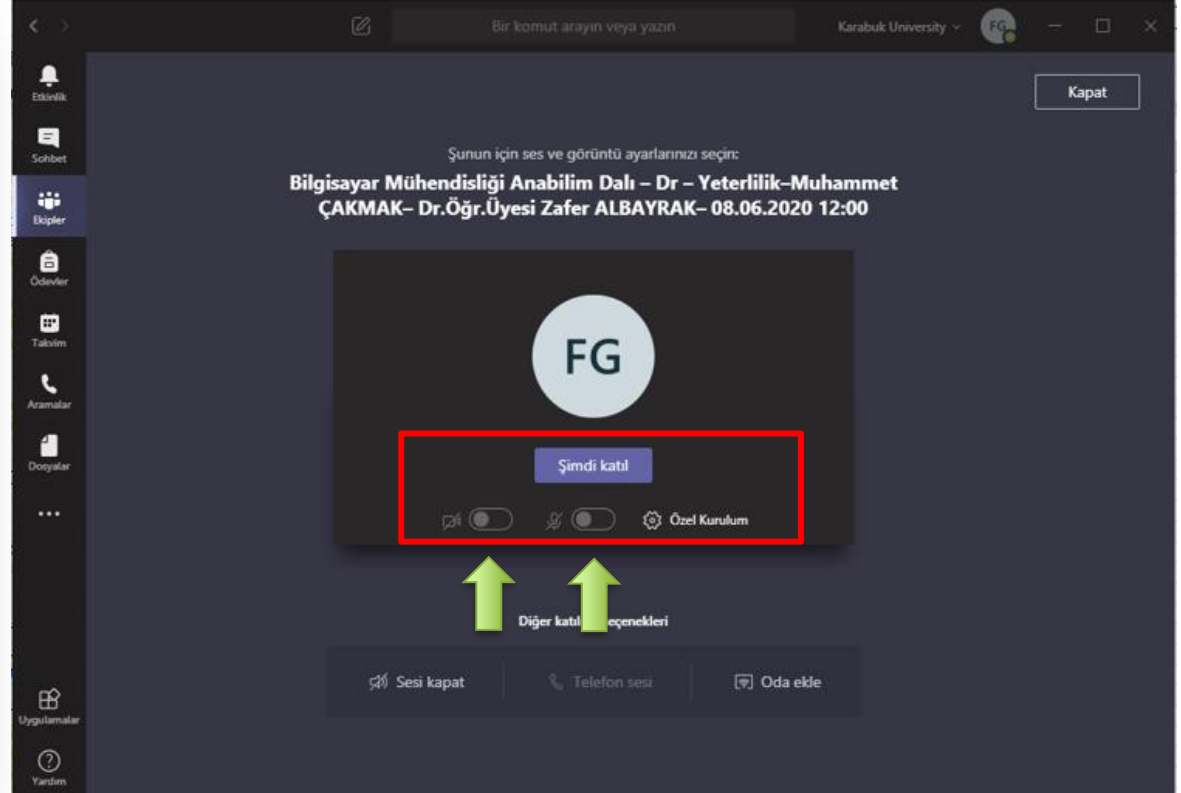 Bir komut arayın veya yazın
Karabuk University
FG
Etkinlik
Sohbet
Ekipler
Ödevler
Takvim
Aramalar
Dosyalar
Uygulamalar
Yardım
Kapat
Şunun için ses ve görüntü ayarlarınızı seçin:
Bilgisayar Mühendisliği Anabilim Dalı – Dr – Yeterlilik–Muhammet
ÇAKMAK– Dr.Öğr.Üyesi Zafer ALBAYRAK– 08.06.2020 12:00
FG
Şimdi katıl
Özel Kurulum
Diğer
Sesi kapat
Telefon sesi
Oda ekle